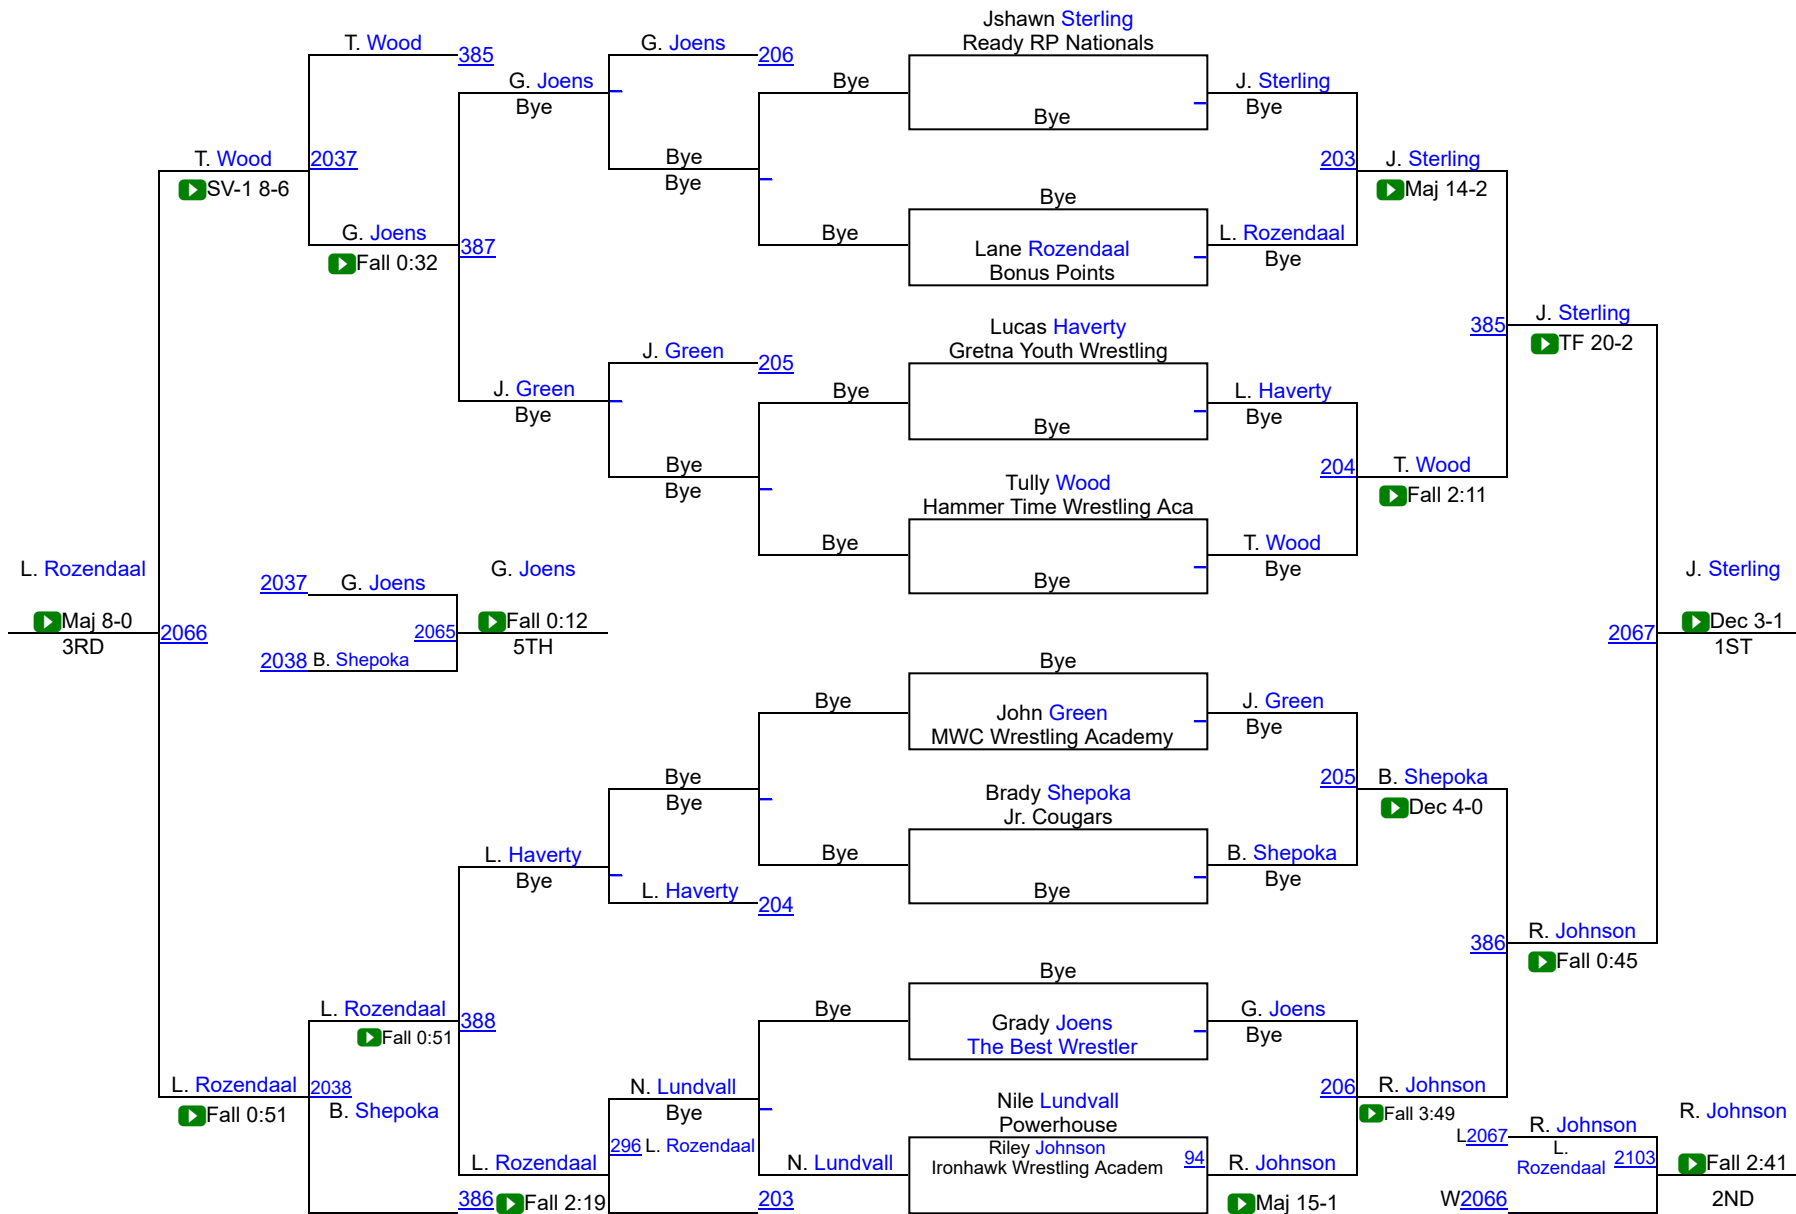 Jshawn Sterling
T. Wood
G. Joens
Ready RP Nationals
385
206
G. Joens
Bye
J. Sterling
Bye
Bye
Bye
T. Wood
2037
Bye
203
J. Sterling
SV-1 8-6
Bye
Maj 14-2
Bye
G. Joens
Bye
L. Rozendaal
387
Lane Rozendaal
Fall 0:32
Bonus Points
Bye
Lucas Haverty
J. Sterling
385
J. Green
Gretna Youth Wrestling
TF 20-2
205
J. Green
Bye
L. Haverty
Bye
Bye
Bye
Bye
204
T. Wood
Bye
Tully Wood
Fall 2:11
Hammer Time Wrestling Aca
Bye
T. Wood
Bye
Bye
L. Rozendaal
G. Joens
J. Sterling
2037
G. Joens
Maj 8-0
2066
2065
Fall 0:12
2067
Dec 3-1
3RD
5TH
1ST
2038
B. Shepoka
Bye
Bye
John Green
J. Green
MWC Wrestling Academy
Bye
Bye
205
B. Shepoka
Bye
Brady Shepoka
Dec 4-0
Jr. Cougars
L. Haverty
Bye
B. Shepoka
Bye
Bye
L. Haverty
Bye
204
R. Johnson
386
Fall 0:45
Bye
L. Rozendaal
Bye
G. Joens
388
Grady Joens
Fall 0:51
The Best Wrestler
Bye
L. Rozendaal
2038
N. Lundvall
206
R. Johnson
Fall 0:51
B. Shepoka
Bye
Nile Lundvall
Fall 3:49
R. Johnson
Powerhouse
R. Johnson
L2067
296
L. Rozendaal
Riley Johnson
L. Rozendaal
N. Lundvall
Ironhawk Wrestling Academ
94
R. Johnson
L.
Rozendaal
2103
Fall 2:41
386
Fall 2:19
203
Maj 15-1
W2066
2ND